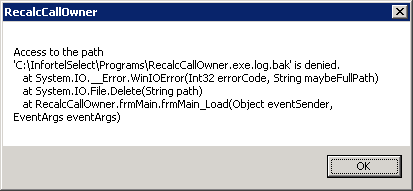 RecalcCallOwner
Access to the path
'C:\InfortelSelect\Programs\RecalcCallOwner.exe.log.bak' is denied.
   at System.IO.__Error.WinIOError(Int32 errorCode, String maybeFullPath)
   at System.IO.File.Delete(String path)
   at RecalcCallOwner.frmMain.frmMain_Load(Object eventSender,
EventArgs eventArgs)
OK